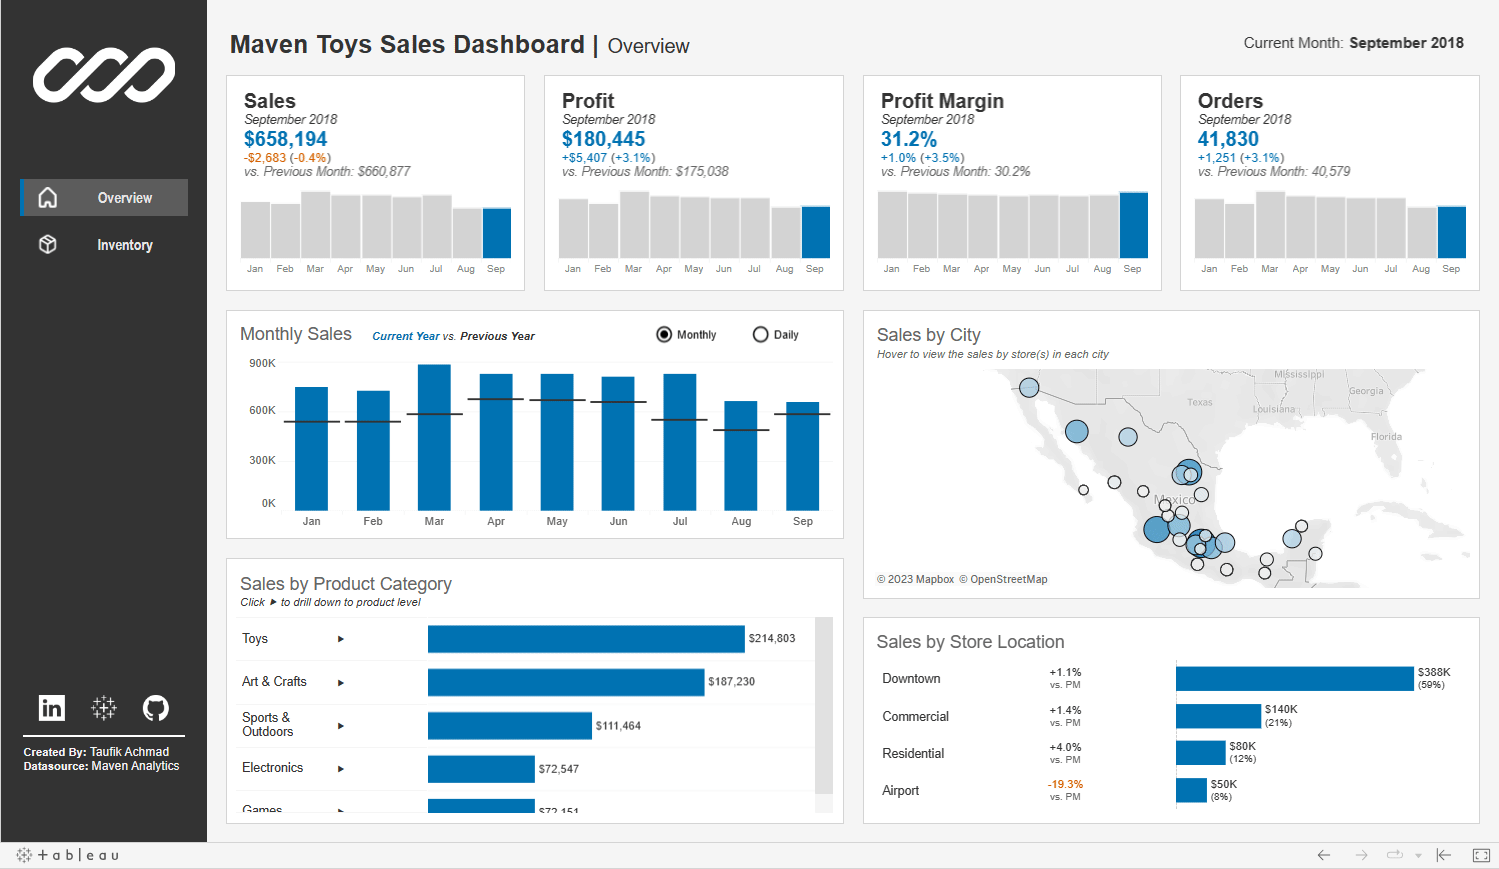 Maven Toys Sales Dashboard | Overview
Current Month: September 2018
Overview
Inventory
Created By: Taufik Achmad
Datasource: Maven Analytics
Sales
September 2018
$658,194
-$2,683 (-0.4%)
vs. Previous Month: $660,877
Jan Feb Mar Apr May Jun Jul Aug Sep
Profit
September 2018
$180,445
+$5,407 (+3.1%)
vs. Previous Month: $175,038
Jan Feb Mar Apr May Jun Jul Aug Sep
Profit Margin
September 2018
31.2%
+1.0% (+3.5%)
vs. Previous Month: 30.2%
Jan Feb Mar Apr May Jun Jul Aug Sep
Orders
September 2018
41,830
+1,251 (+3.1%)
vs. Previous Month: 40,579
Jan Feb Mar Apr May Jun Jul Aug Sep
Monthly Sales Current Year vs. Previous Year Monthly Daily
900K
600K
300K
0K
Jan Feb Mar Apr May Jun Jul Aug Sep
Sales by City
Hover to view the sales by store(s) in each city
Mississippi
Georgia
Texas
Louisiana
Florida
Mexico
© 2023 Mapbox © OpenStreetMap
Sales by Product Category
Click ▶ to drill down to product level
Toys ▶ $214,803
Art & Crafts ▶ $187,230
Sports &
Outdoors ▶ $111,464
Electronics ▶ $72,547
Games $72,151
Sales by Store Location
Downtown +1.1% vs. PM $388K (59%)
Commercial +1.4% vs. PM $140K (21%)
Residential +4.0% vs. PM $80K (12%)
Airport -19.3% vs. PM $50K (8%)
in
+ableau